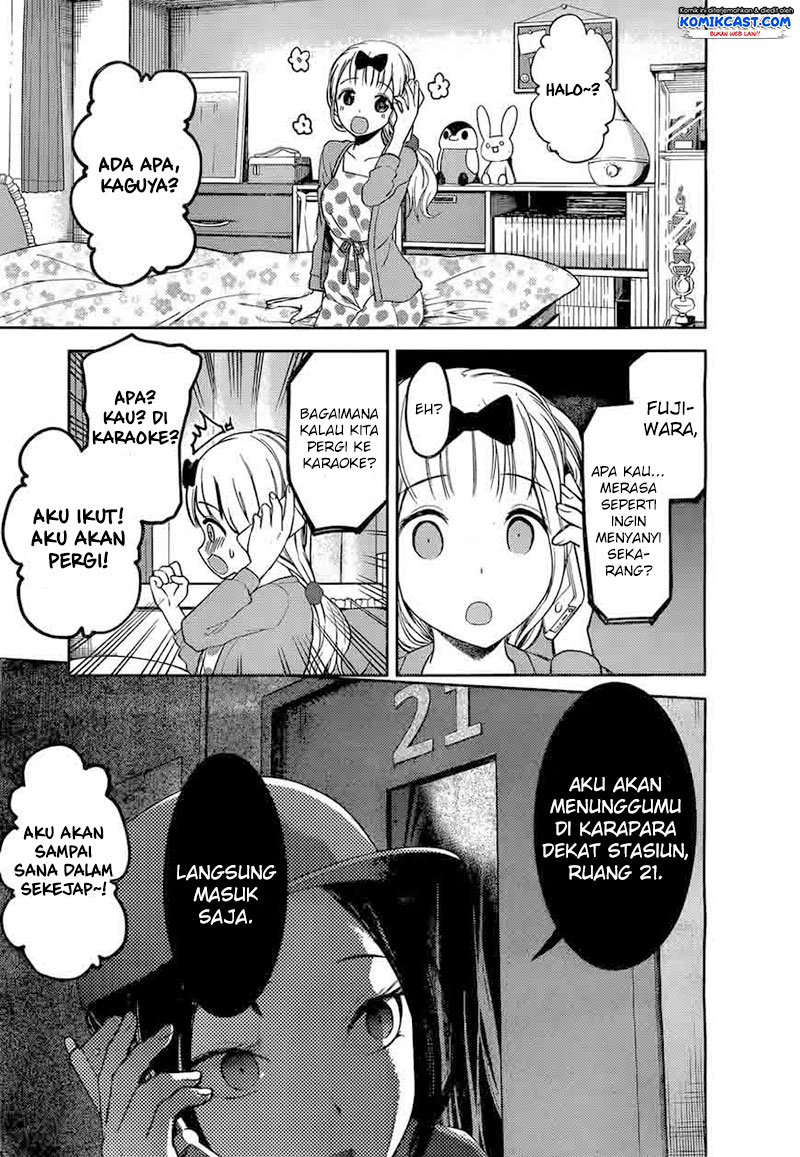 Komik ini diterjemahkan & diedit oleh
KOMIKCAST.COM
BUKAN WEB LAIN!!
HALO~?
ADA APA,
KAGUYA?
FUJI-
WARA,
APA KAU...
MERASA
SEPERTI
INGIN
MENYANYI
SEKA-
RANG?
EH?
BAGAIMANA
KALAU KITA
PERGI KE
KARAOKE?
APA?
KAU? DI
KARAOKE?
AKU IKUT!
AKU AKAN
PERGI!
21
AKU AKAN
MENUNGGUMU
DI KARAPARA
DEKAT STASIUN,
RUANG 21.
LANGSUNG
MASUK
SAJA.
AKU AKAN
SAMPAI
SANA DALAM
SEKEJAP~!